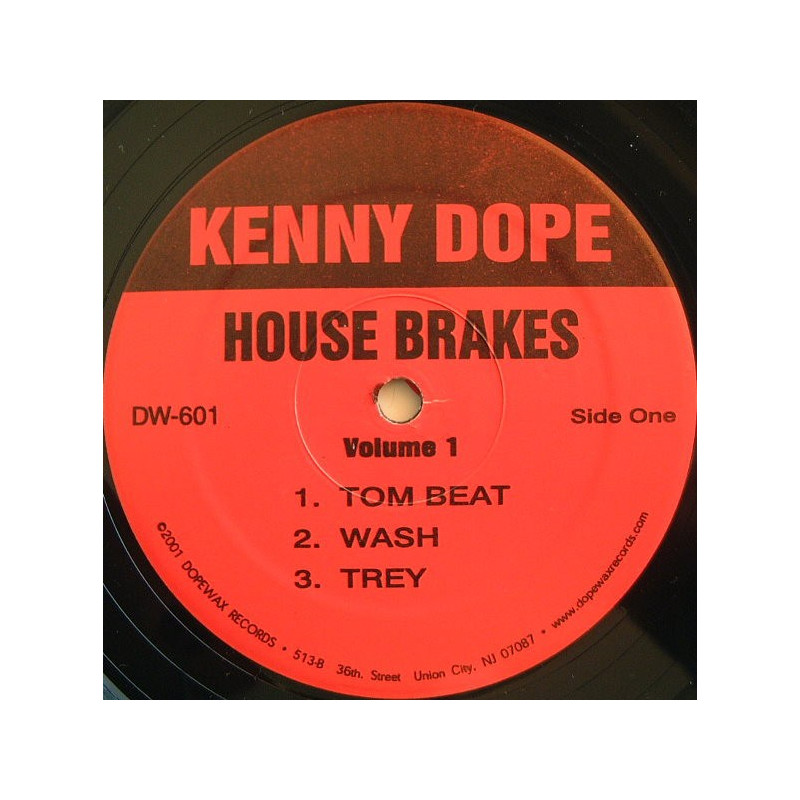 KENNY DOPE
HOUSE BRAKES
DW-601
Side One
Volume 1
1. TOM BEAT
2. WASH
3. TREY
©2001 DOPEWAX RECORDS • 513-B 36th. Street Union City, NJ 07087 • www.dopewaxrecords.com